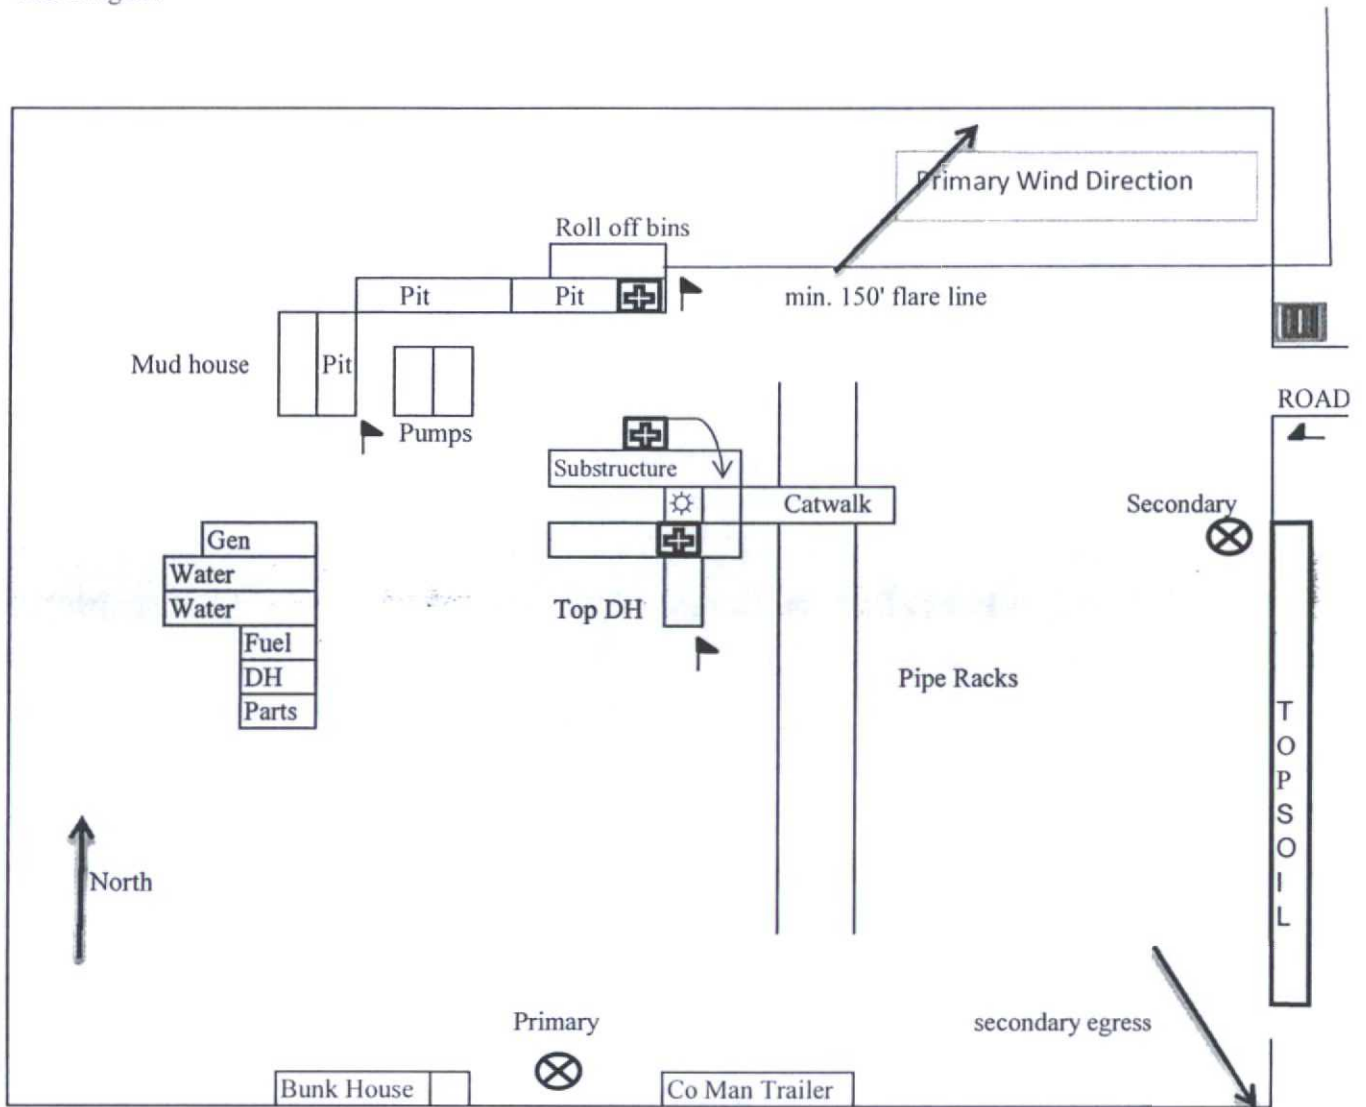 Primary Wind Direction
Roll off bins
Pit
Pit
min. 150' flare line
Mud house
Pit
Pumps
ROAD
Substructure
Catwalk
Secondary
Gen
Water
Water
Top DH
Fuel
DH
Parts
Pipe Racks
TOPSOIL
North
Primary
secondary egress
Bunk House
Co Man Trailer